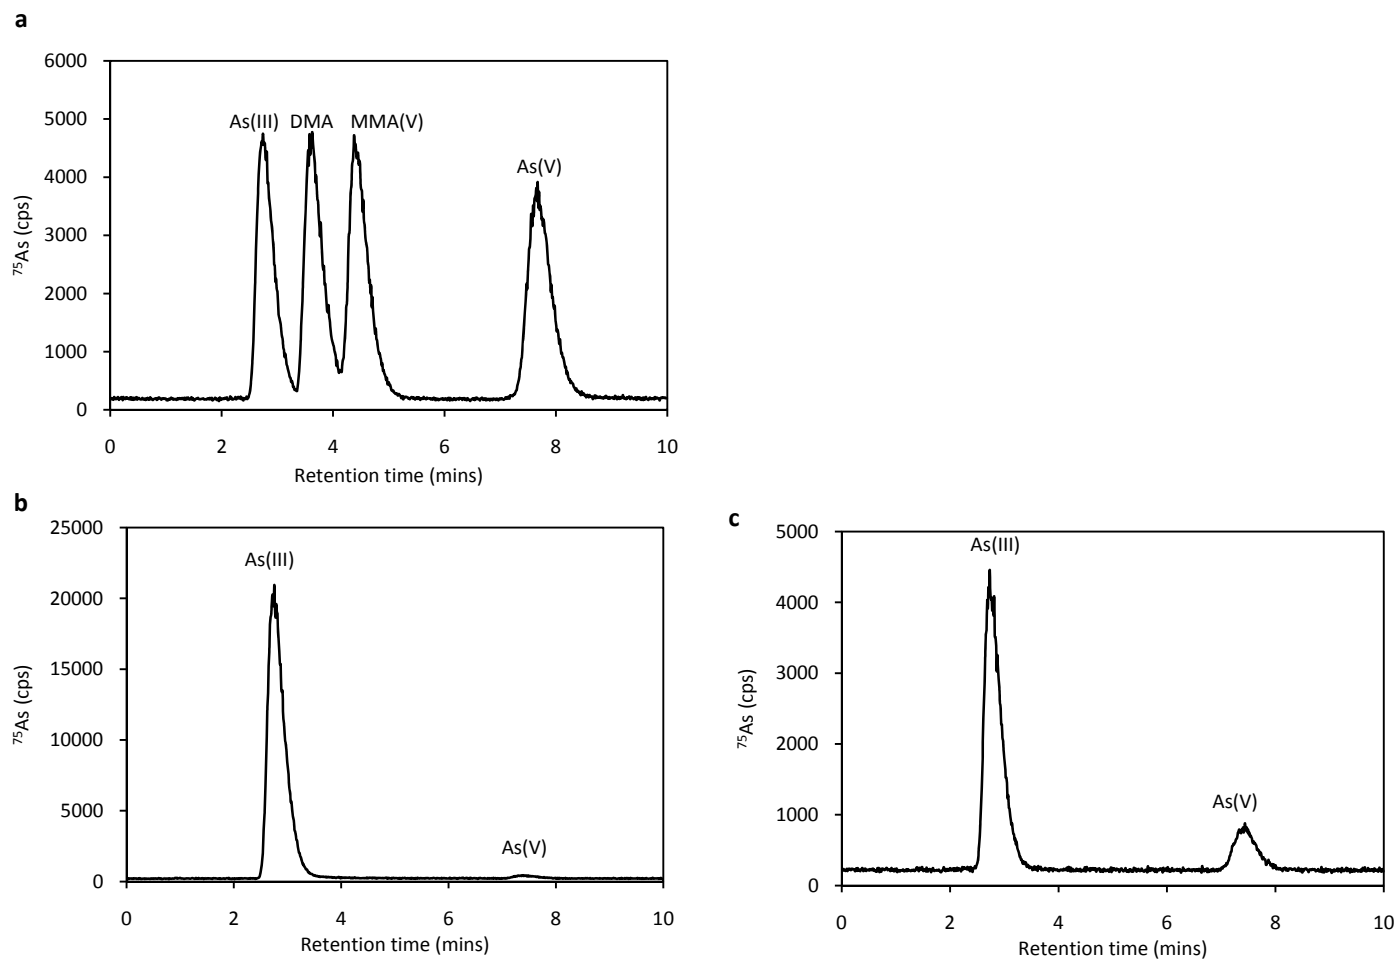 a
6000
5000
4000
3000
2000
1000
0
⁷⁵As (cps)
As(III) DMA MMA(V)
As(V)
0 2 4 6 8 10
Retention time (mins)
b
25000
20000
15000
10000
5000
0
⁷⁵As (cps)
As(III)
As(V)
0 2 4 6 8 10
Retention time (mins)
c
5000
4000
3000
2000
1000
0
⁷⁵As (cps)
As(III)
As(V)
0 2 4 6 8 10
Retention time (mins)